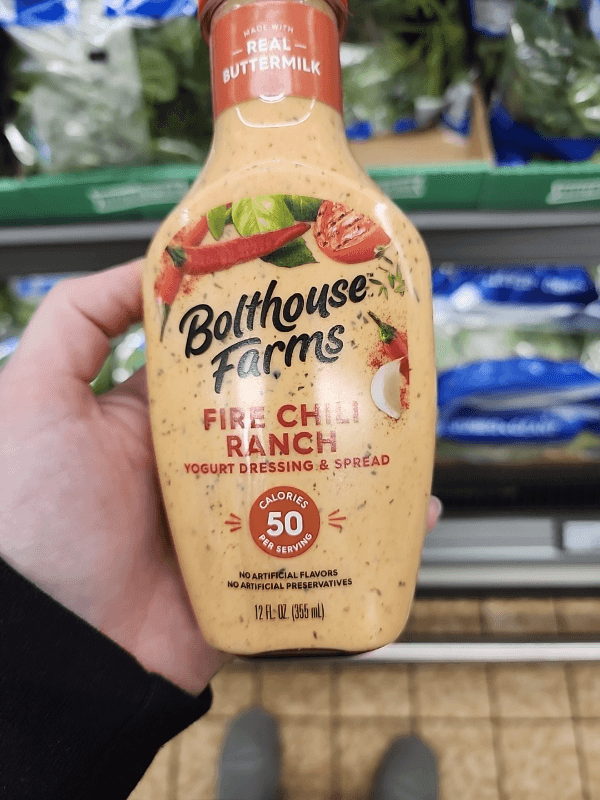 MADE WITH
REAL
BUTTERMILK
Bolthouse™
Farms
FIRE CHILI
RANCH
YOGURT DRESSING & SPREAD
CALORIES
50
PER SERVING
NO ARTIFICIAL FLAVORS
NO ARTIFICIAL PRESERVATIVES
12 FL. OZ. (355 mL)